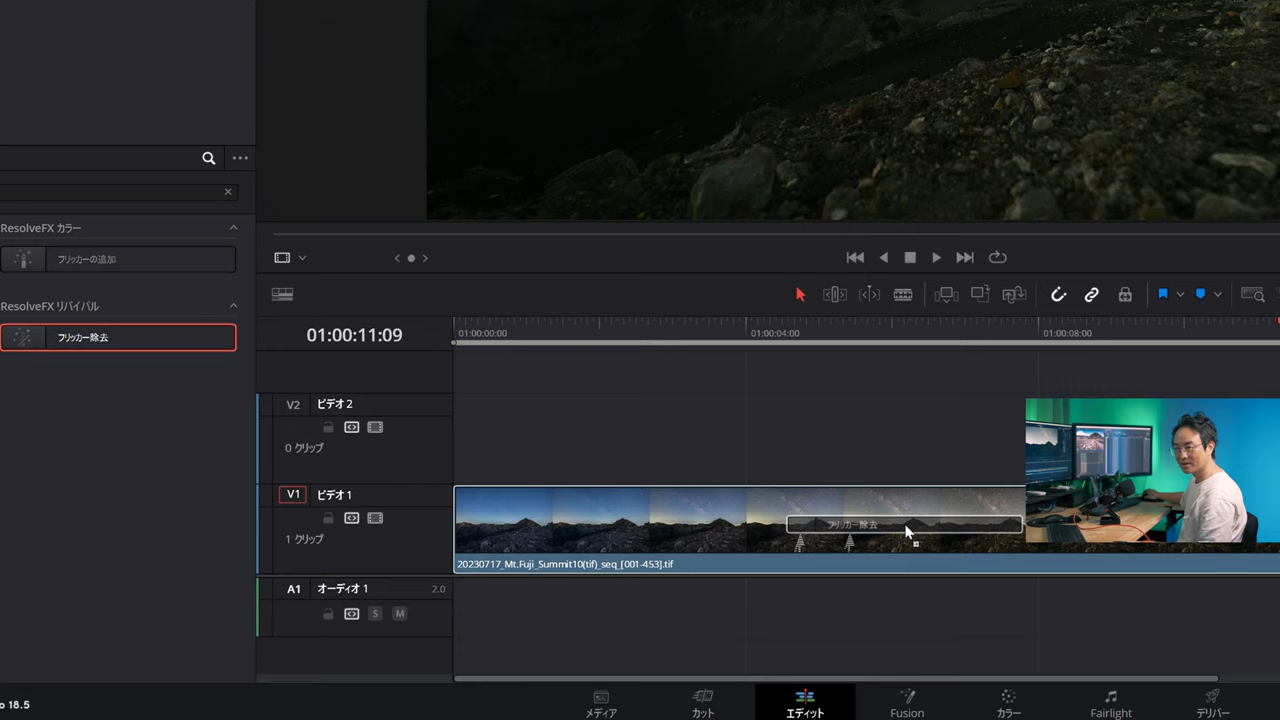 ResolveFX カラー
フリッカーの追加
ResolveFX リバイバル
フリッカー除去
01:00:11:09
01:00:00:00
01:00:04:00
01:00:08:00
V2 ビデオ2
0 クリップ
V1 ビデオ1
1 クリップ
フリッカー除去
20230717_Mt.Fuji_Summit10(tif)_seq_[001-453].tif
A1 オーディオ1 2.0
S M
o 18.5
メディア
カット
エディット
Fusion
カラー
Fairlight
デリバー